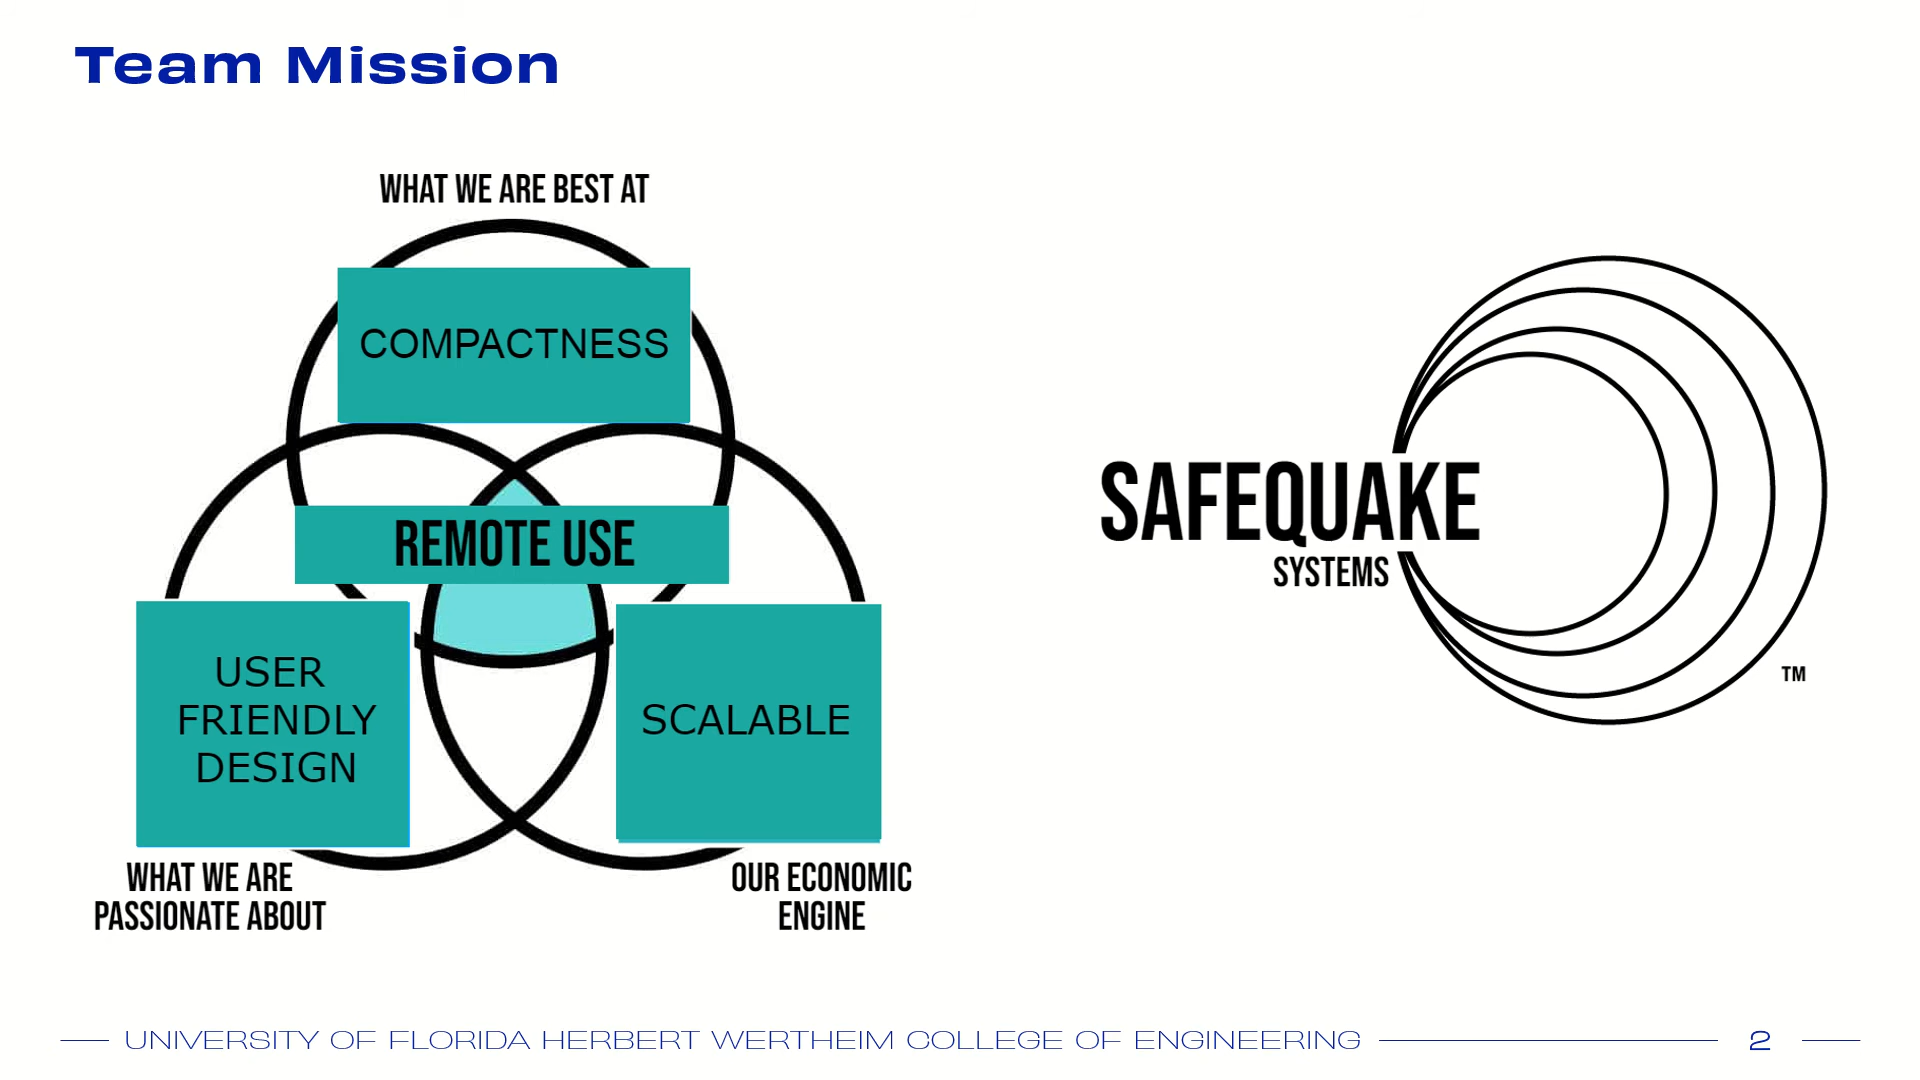 Team Mission
WHAT WE ARE BEST AT
COMPACTNESS
REMOTE USE
USER
FRIENDLY
DESIGN
SCALABLE
WHAT WE ARE
PASSIONATE ABOUT
OUR ECONOMIC
ENGINE
SAFEQUAKE
SYSTEMS
TM
UNIVERSITY OF FLORIDA HERBERT WERTHEIM COLLEGE OF ENGINEERING
2